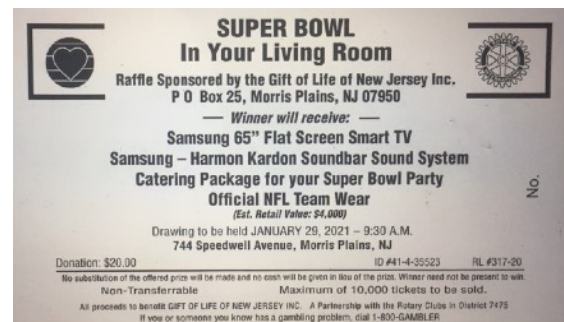 SUPER BOWL
In Your Living Room
Raffle Sponsored by the Gift of Life of New Jersey Inc.
P O Box 25, Morris Plains, NJ 07950
— Winner will receive: —
Samsung 65” Flat Screen Smart TV
Samsung – Harmon Kardon Soundbar Sound System
Catering Package for your Super Bowl Party
Official NFL Team Wear
(Est. Retail Value: $4,000)
No.
Drawing to be held JANUARY 29, 2021 – 9:30 A.M.
744 Speedwell Avenue, Morris Plains, NJ
Donation: $20.00 ID #41-4-35523 RL #317-20
No substitution of the offered prize will be made and no cash will be given in lieu of the prize. Winner need not be present to win.
Non-Transferrable Maximum of 10,000 tickets to be sold.
All proceeds to benefit GIFT OF LIFE OF NEW JERSEY INC. A Partnership with the Rotary Clubs in District 7475
If you or someone you know has a gambling problem, dial 1-800-GAMBLER